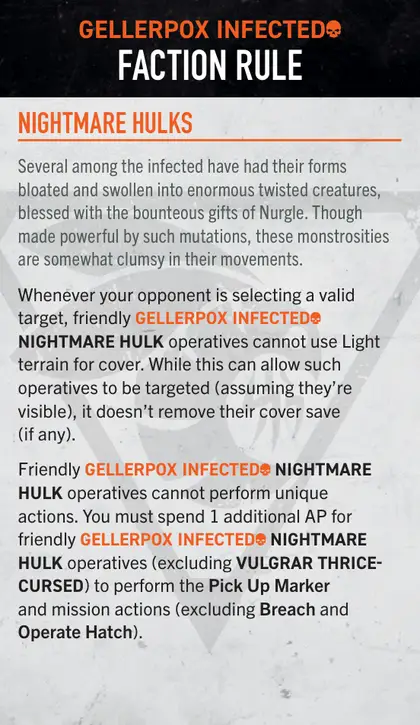 GELLERPOX INFECTED
FACTION RULE
NIGHTMARE HULKS
Several among the infected have had their forms
bloated and swollen into enormous twisted creatures,
blessed with the bounteous gifts of Nurgle. Though
made powerful by such mutations, these monstrosities
are somewhat clumsy in their movements.
Whenever your opponent is selecting a valid
target, friendly GELLERPOX INFECTED
NIGHTMARE HULK operatives cannot use Light
terrain for cover. While this can allow such
operatives to be targeted (assuming they’re
visible), it doesn’t remove their cover save
(if any).
Friendly GELLERPOX INFECTED NIGHTMARE
HULK operatives cannot perform unique
actions. You must spend 1 additional AP for
friendly GELLERPOX INFECTED NIGHTMARE
HULK operatives (excluding VULGRAR THRICE-
CURSED) to perform the Pick Up Marker
and mission actions (excluding Breach and
Operate Hatch).